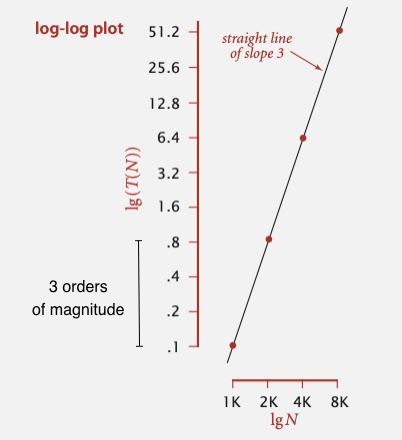 log-log plot
51.2
25.6
12.8
6.4
3.2
1.6
.8
.4
.2
.1
lg(T(N))
straight line
of slope 3
3 orders
of magnitude
1K 2K 4K 8K
lg N